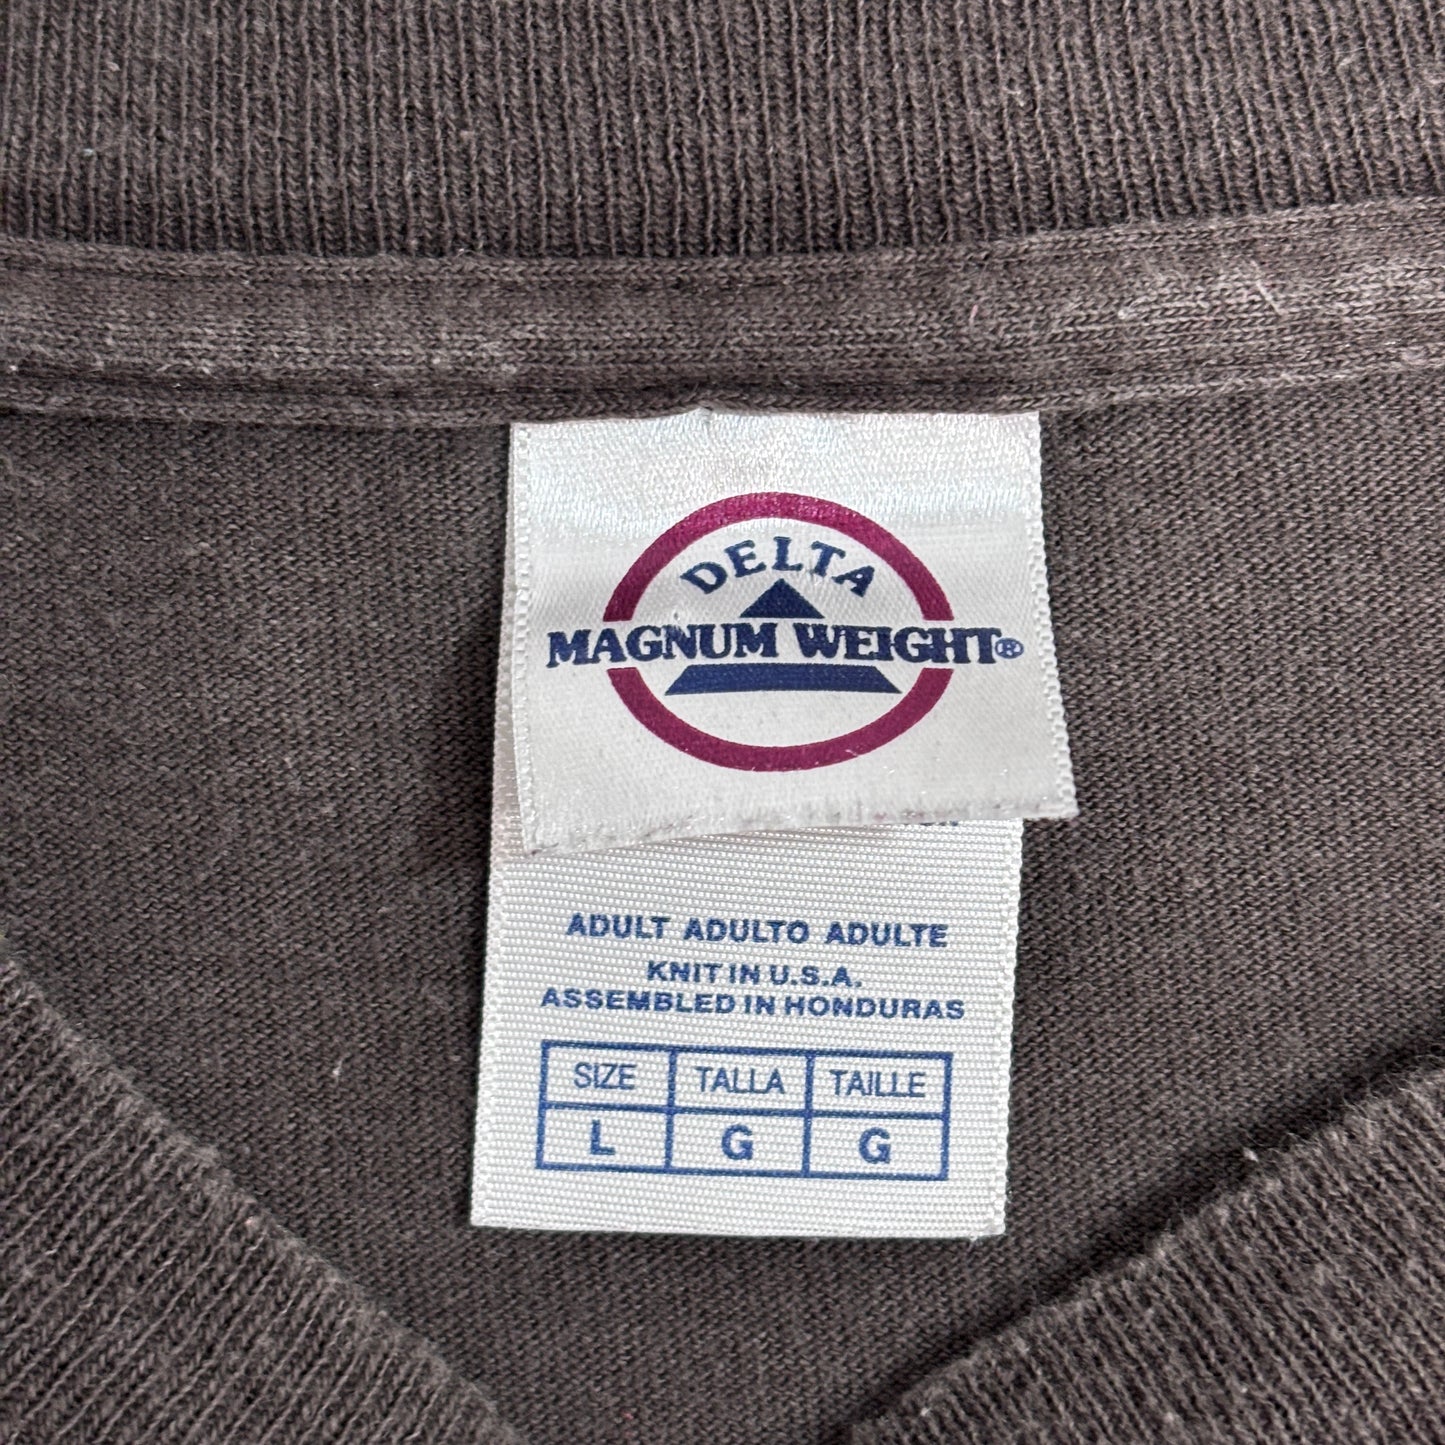 DELTA
MAGNUM WEIGHT®
ADULT ADULTO ADULTE
KNIT IN U.S.A.
ASSEMBLED IN HONDURAS
SIZE TALLA TAILLE
L G G